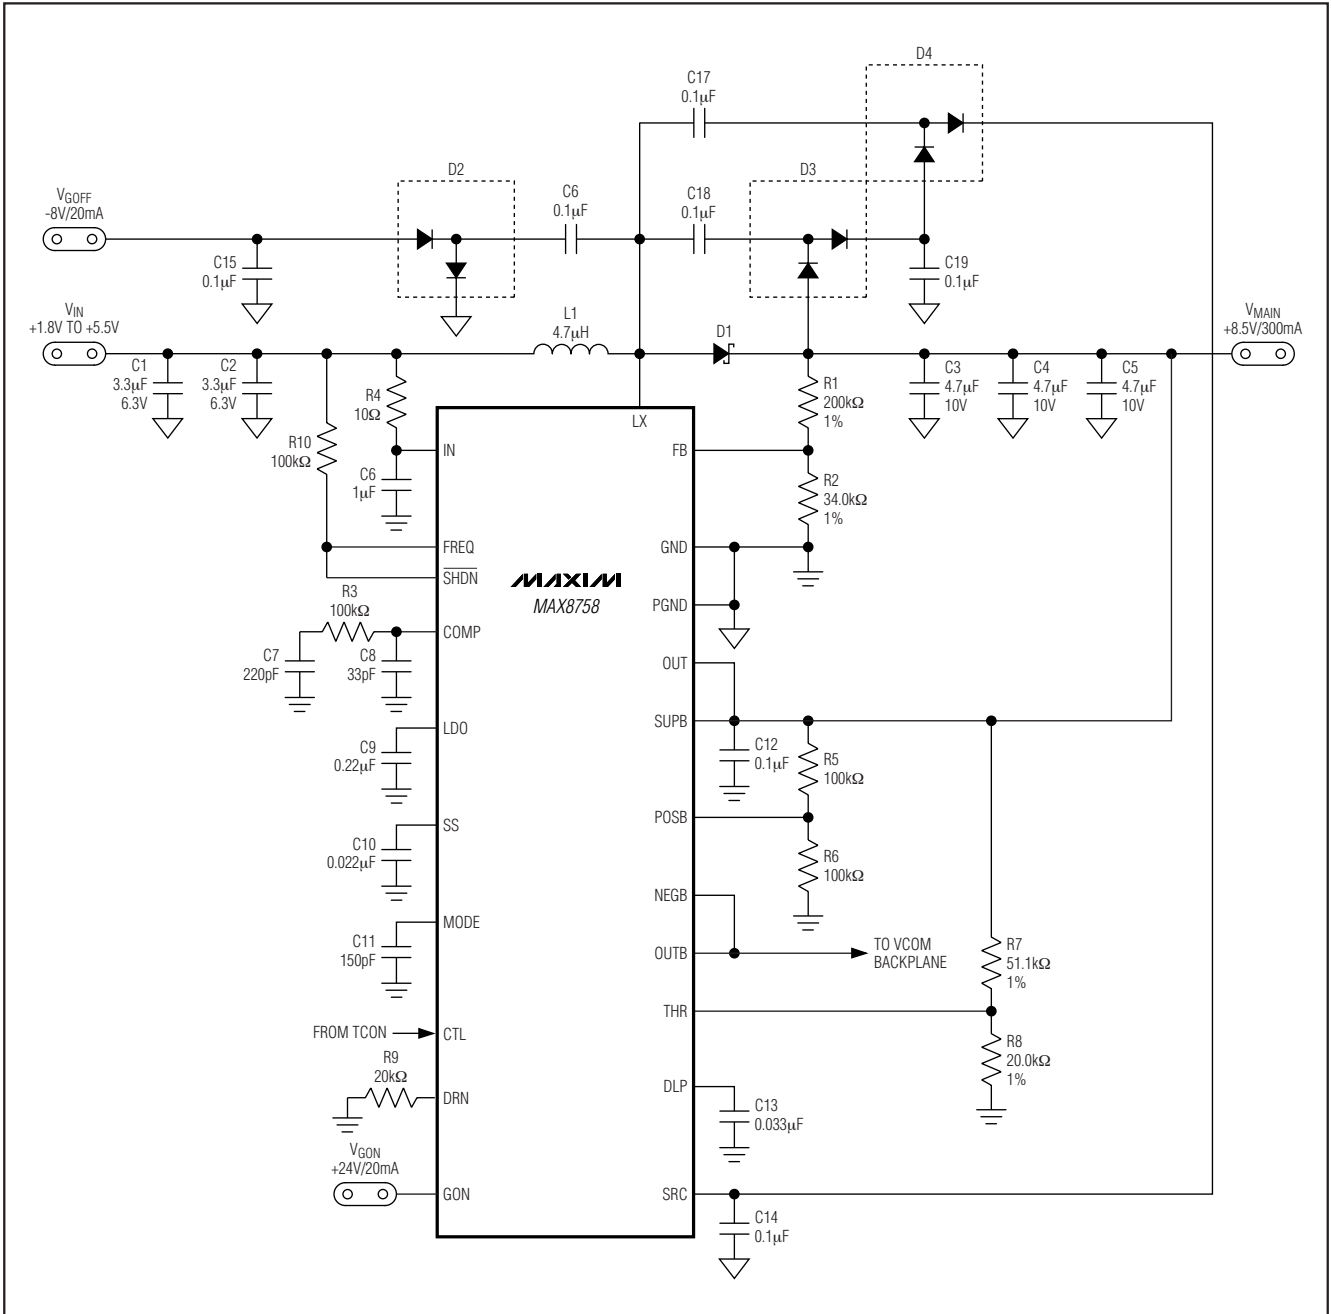 D4
C17
0.1µF
D2
D3
VGOFF
-8V/20mA
C6
0.1µF
C18
0.1µF
C15
0.1µF
C19
0.1µF
VIN
+1.8V TO +5.5V
L1
4.7µH
D1
VMAIN
+8.5V/300mA
C1
3.3µF
6.3V
C2
3.3µF
6.3V
R4
10Ω
R10
100kΩ
LX
R1
200kΩ
1%
C3
4.7µF
10V
C4
4.7µF
10V
C5
4.7µF
10V
IN
FB
C6
1µF
R2
34.0kΩ
1%
FREQ
GND
SHDN
MAXIM
MAX8758
R3
100kΩ
PGND
COMP
C7
220pF
C8
33pF
OUT
SUPB
LDO
C9
0.22µF
C12
0.1µF
R5
100kΩ
POSB
SS
C10
0.022µF
R6
100kΩ
NEGB
MODE
C11
150pF
OUTB
TO VCOM
BACKPLANE
R7
51.1kΩ
1%
THR
FROM TCON
CTL
R8
20.0kΩ
1%
R9
20kΩ
DRN
DLP
C13
0.033µF
VGON
+24V/20mA
GON
SRC
C14
0.1µF